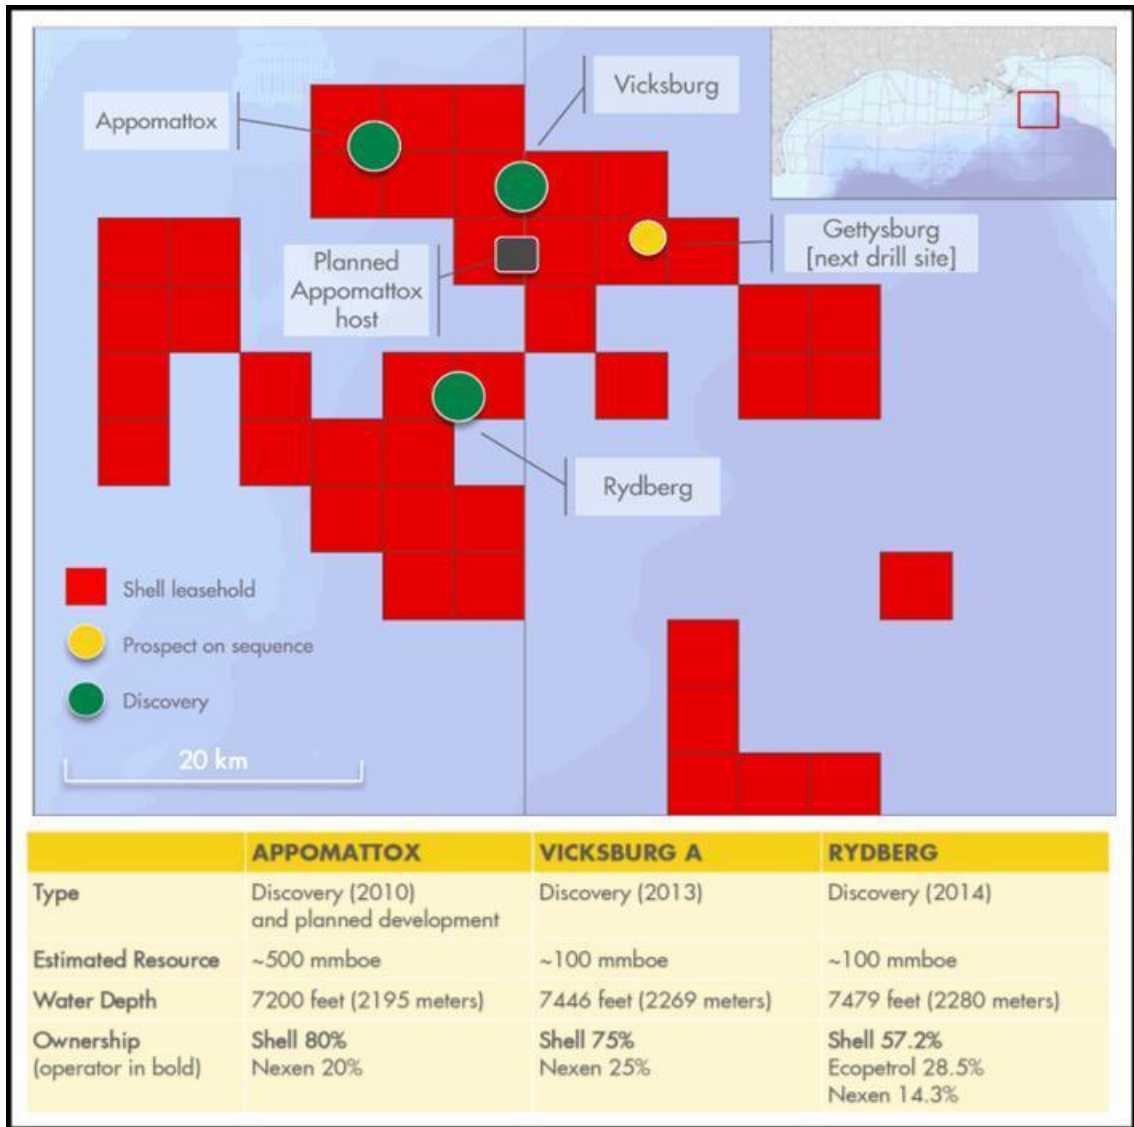 Appomattox
Vicksburg
Gettysburg
[next drill site]
Planned
Appomattox
host
Rydberg
Shell leasehold
Prospect on sequence
Discovery
20 km
APPOMATTOX VICKSBURG A RYDBERG
Type Discovery (2010) Discovery (2013) Discovery (2014)
and planned development
Estimated Resource ~500 mmboe ~100 mmboe ~100 mmboe
Water Depth 7200 feet (2195 meters) 7446 feet (2269 meters) 7479 feet (2280 meters)
Ownership Shell 80% Shell 75% Shell 57.2%
(operator in bold) Nexen 20% Nexen 25% Ecopetrol 28.5%
Nexen 14.3%